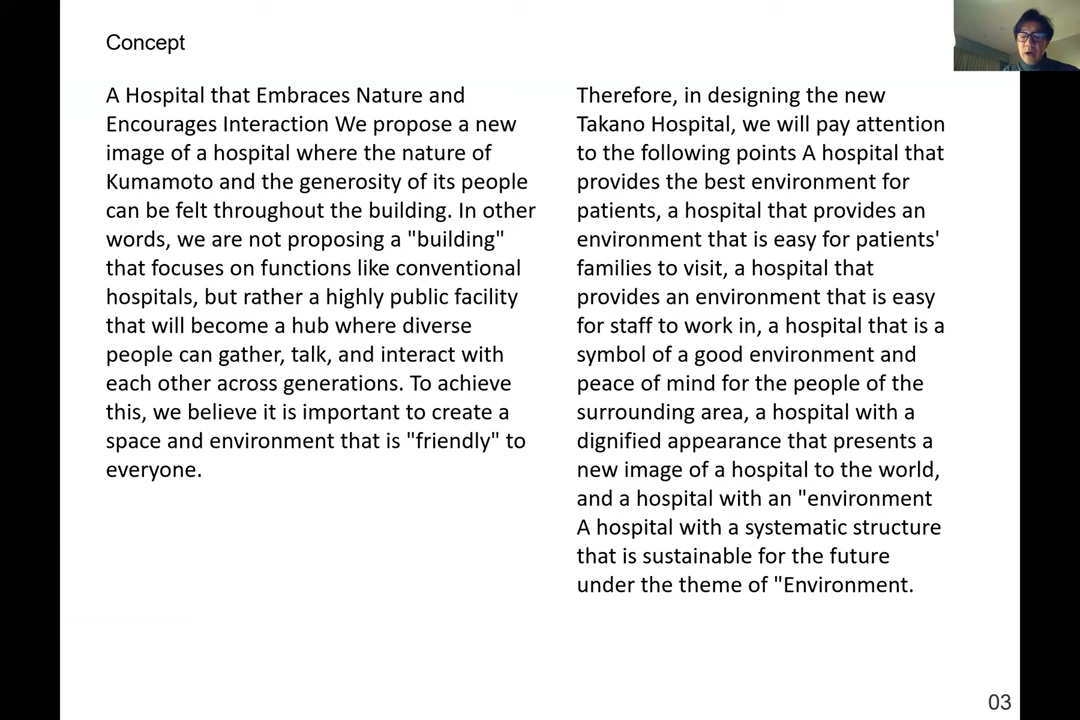 Concept
A Hospital that Embraces Nature and
Encourages Interaction We propose a new
image of a hospital where the nature of
Kumamoto and the generosity of its people
can be felt throughout the building. In other
words, we are not proposing a "building"
that focuses on functions like conventional
hospitals, but rather a highly public facility
that will become a hub where diverse
people can gather, talk, and interact with
each other across generations. To achieve
this, we believe it is important to create a
space and environment that is "friendly" to
everyone.
Therefore, in designing the new
Takano Hospital, we will pay attention
to the following points A hospital that
provides the best environment for
patients, a hospital that provides an
environment that is easy for patients'
families to visit, a hospital that
provides an environment that is easy
for staff to work in, a hospital that is a
symbol of a good environment and
peace of mind for the people of the
surrounding area, a hospital with a
dignified appearance that presents a
new image of a hospital to the world,
and a hospital with an "environment
A hospital with a systematic structure
that is sustainable for the future
under the theme of "Environment.
03